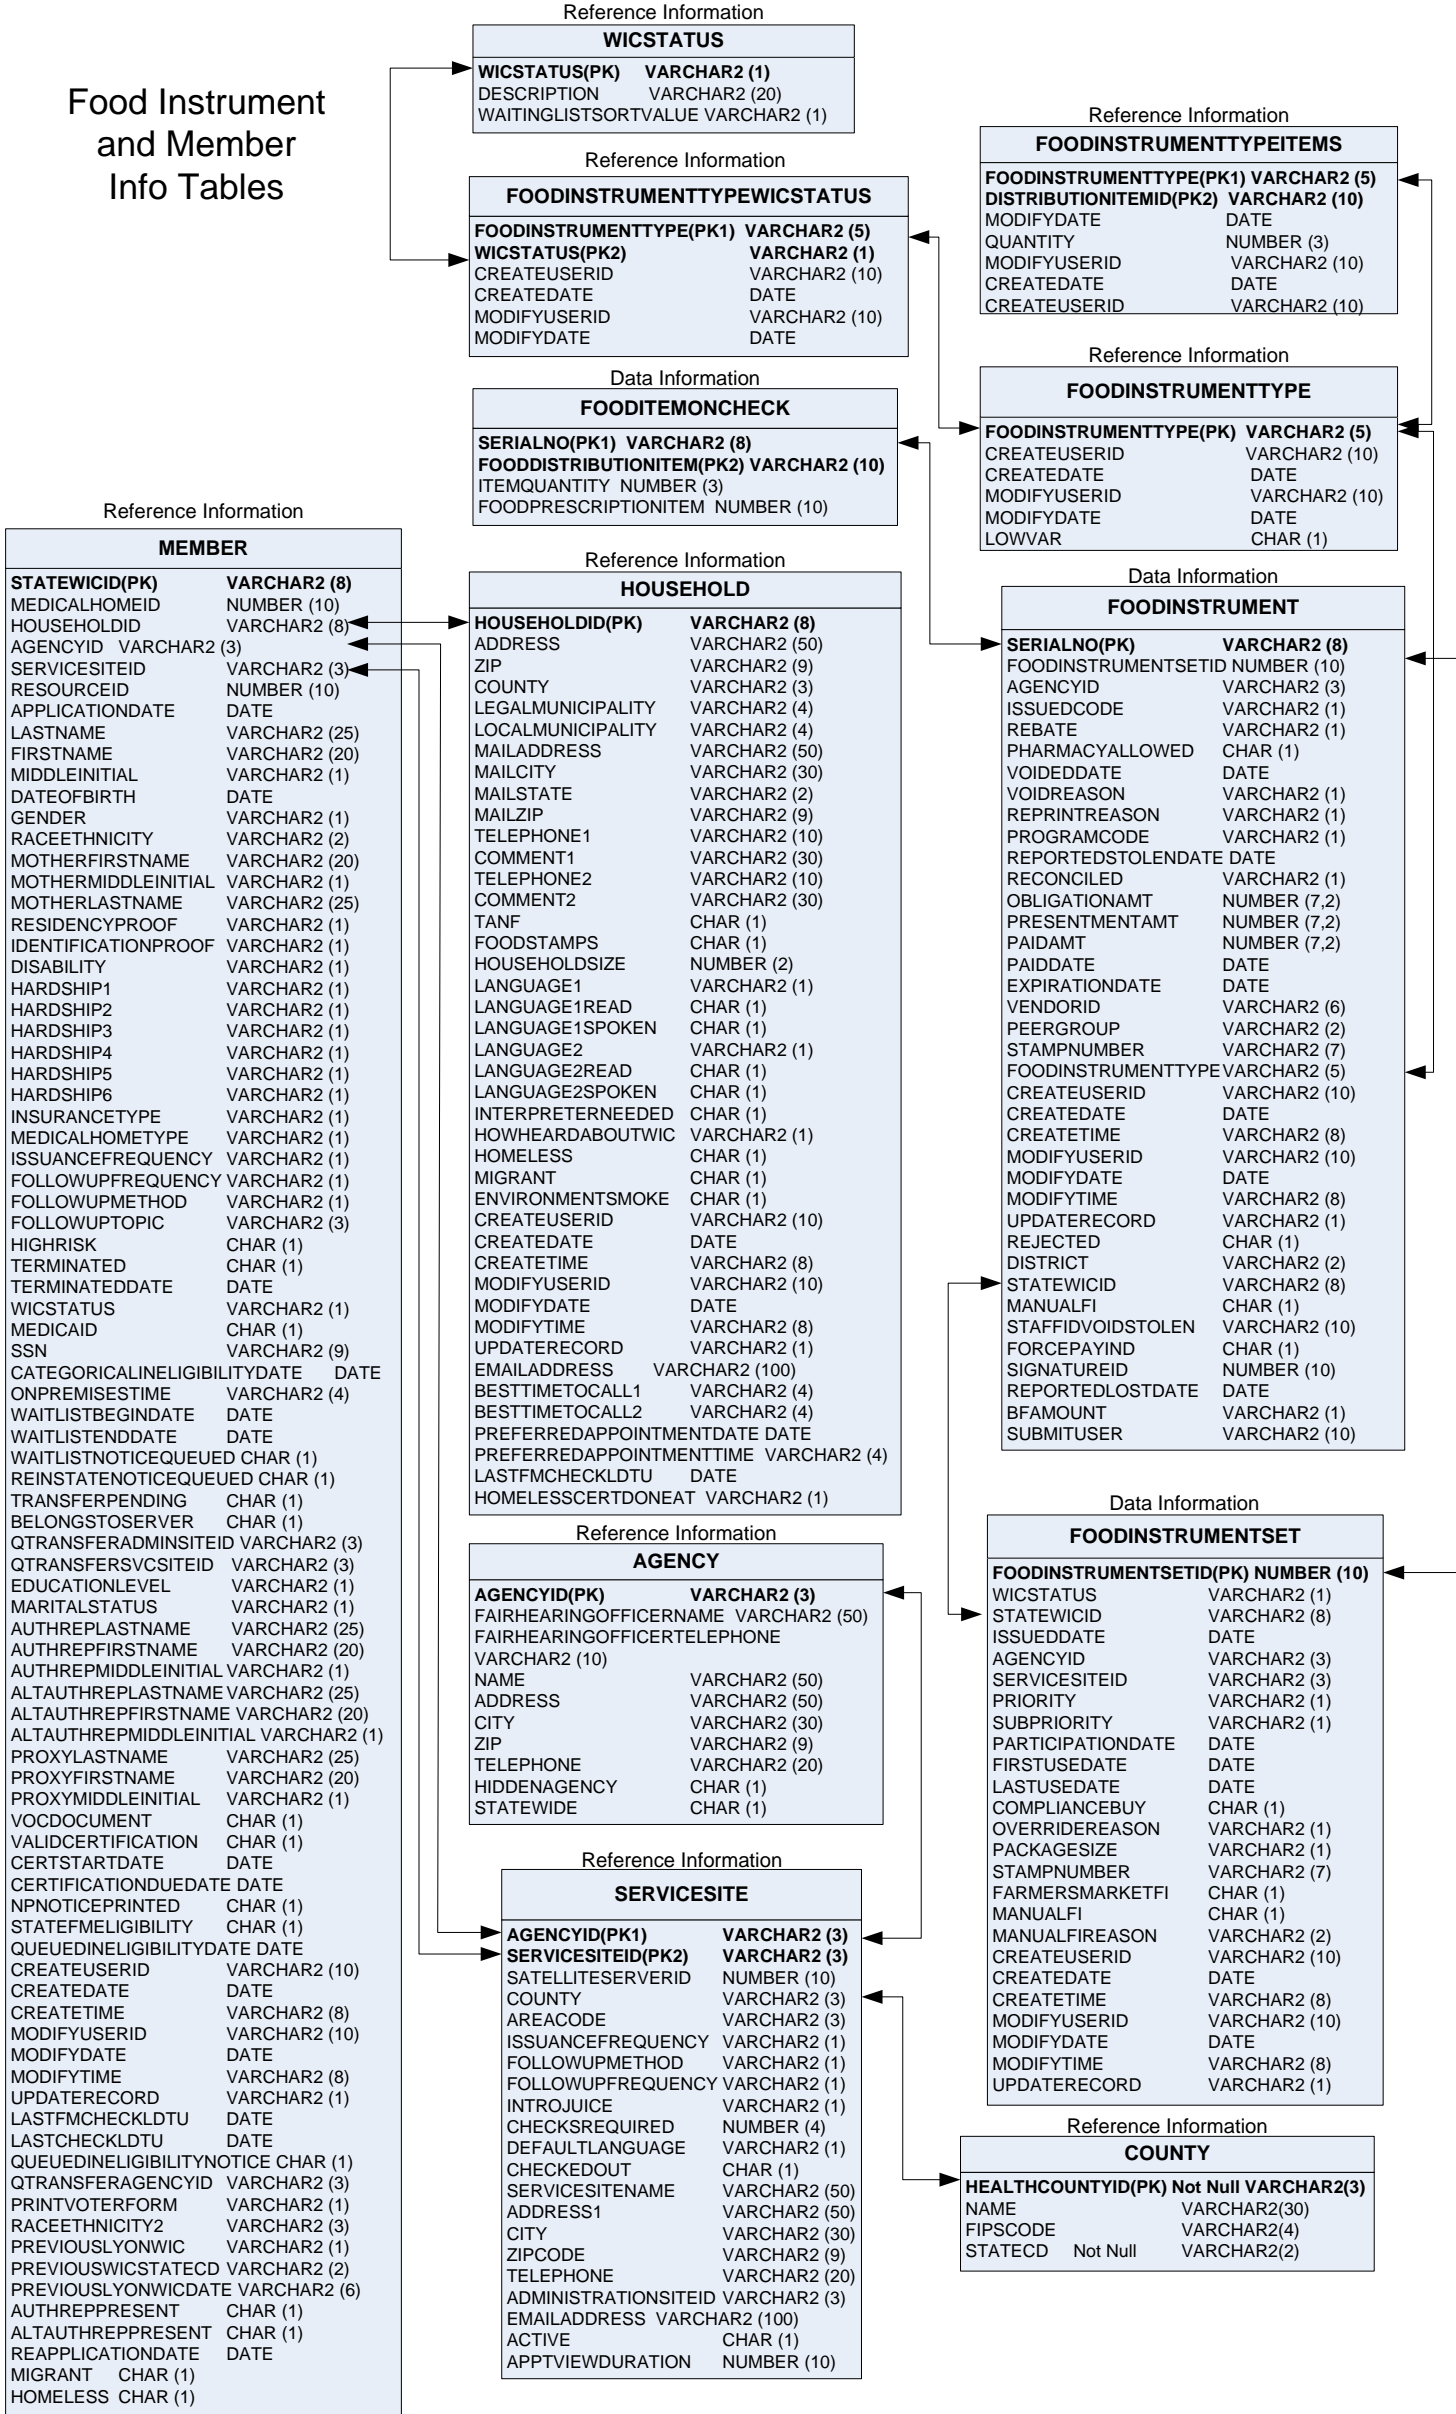 Food Instrument
and Member
Info Tables
Reference Information
WICSTATUS
WICSTATUS(PK) VARCHAR2 (1)
DESCRIPTION VARCHAR2 (20)
WAITINGLISTSORTVALUE VARCHAR2 (1)
Reference Information
FOODINSTRUMENTTYPEWICSTATUS
FOODINSTRUMENTTYPE(PK1) VARCHAR2 (5)
WICSTATUS(PK2) VARCHAR2 (1)
CREATEUSERID VARCHAR2 (10)
CREATEDATE DATE
MODIFYUSERID VARCHAR2 (10)
MODIFYDATE DATE
Reference Information
FOODINSTRUMENTTYPEITEMS
FOODINSTRUMENTTYPE(PK1) VARCHAR2 (5)
DISTRIBUTIONITEMID(PK2) VARCHAR2 (10)
MODIFYDATE DATE
QUANTITY NUMBER (3)
MODIFYUSERID VARCHAR2 (10)
CREATEDATE DATE
CREATEUSERID VARCHAR2 (10)
Reference Information
FOODINSTRUMENTTYPE
FOODINSTRUMENTTYPE(PK) VARCHAR2 (5)
CREATEUSERID VARCHAR2 (10)
CREATEDATE DATE
MODIFYUSERID VARCHAR2 (10)
MODIFYDATE DATE
LOWVAR CHAR (1)
Data Information
FOODITEMONCHECK
SERIALNO(PK1) VARCHAR2 (8)
FOODDISTRIBUTIONITEM(PK2) VARCHAR2 (10)
ITEMQUANTITY NUMBER (3)
FOODPRESCRIPTIONITEM NUMBER (10)
Reference Information
MEMBER
STATEWICID(PK) VARCHAR2 (8)
MEDICALHOMEID NUMBER (10)
HOUSEHOLDID VARCHAR2 (8)
AGENCYID VARCHAR2 (3)
SERVICESITEID VARCHAR2 (3)
RESOURCEID NUMBER (10)
APPLICATIONDATE DATE
LASTNAME VARCHAR2 (25)
FIRSTNAME VARCHAR2 (20)
MIDDLEINITIAL VARCHAR2 (1)
DATEOFBIRTH DATE
GENDER VARCHAR2 (1)
RACEETHNICITY VARCHAR2 (2)
MOTHERFIRSTNAME VARCHAR2 (20)
MOTHERMIDDLEINITIAL VARCHAR2 (1)
MOTHERLASTNAME VARCHAR2 (25)
RESIDENCYPROOF VARCHAR2 (1)
IDENTIFICATIONPROOF VARCHAR2 (1)
DISABILITY VARCHAR2 (1)
HARDSHIP1 VARCHAR2 (1)
HARDSHIP2 VARCHAR2 (1)
HARDSHIP3 VARCHAR2 (1)
HARDSHIP4 VARCHAR2 (1)
HARDSHIP5 VARCHAR2 (1)
HARDSHIP6 VARCHAR2 (1)
INSURANCETYPE VARCHAR2 (1)
MEDICALHOMETYPE VARCHAR2 (1)
ISSUANCEFREQUENCY VARCHAR2 (1)
FOLLOWUPFREQUENCY VARCHAR2 (1)
FOLLOWUPMETHOD VARCHAR2 (1)
FOLLOWUPTOPIC VARCHAR2 (3)
HIGHRISK CHAR (1)
TERMINATED CHAR (1)
TERMINATEDDATE DATE
WICSTATUS VARCHAR2 (1)
MEDICAID CHAR (1)
SSN VARCHAR2 (9)
CATEGORICALINELIGIBILITYDATE DATE
ONPREMISESTIME VARCHAR2 (4)
WAITLISTBEGINDATE DATE
WAITLISTENDDATE DATE
WAITLISTNOTICEQUEUED CHAR (1)
REINSTATENOTICEQUEUED CHAR (1)
TRANSFERPENDING CHAR (1)
BELONGSTOSERVER CHAR (1)
QTRANSFERADMINSITEID VARCHAR2 (3)
QTRANSFERSVCSITEID VARCHAR2 (3)
EDUCATIONLEVEL VARCHAR2 (1)
MARITALSTATUS VARCHAR2 (1)
AUTHREPLASTNAME VARCHAR2 (25)
AUTHREPFIRSTNAME VARCHAR2 (20)
AUTHREPMIDDLEINITIAL VARCHAR2 (1)
ALTAUTHREPLASTNAME VARCHAR2 (25)
ALTAUTHREPFIRSTNAME VARCHAR2 (20)
ALTAUTHREPMIDDLEINITIAL VARCHAR2 (1)
PROXYLASTNAME VARCHAR2 (25)
PROXYFIRSTNAME VARCHAR2 (20)
PROXYMIDDLEINITIAL VARCHAR2 (1)
VOCDOCUMENT CHAR (1)
VALIDCERTIFICATION CHAR (1)
CERTSTARTDATE DATE
CERTIFICATIONDUEDATE DATE
NPNOTICEPRINTED CHAR (1)
STATEFMELIGIBILITY CHAR (1)
QUEUEDINELIGIBILITYDATE DATE
CREATEUSERID VARCHAR2 (10)
CREATEDATE DATE
CREATETIME VARCHAR2 (8)
MODIFYUSERID VARCHAR2 (10)
MODIFYDATE DATE
MODIFYTIME VARCHAR2 (8)
UPDATERECORD VARCHAR2 (1)
LASTFMCHECKLDTU DATE
LASTCHECKLDTU DATE
QUEUEDINELIGIBILITYNOTICE CHAR (1)
QTRANSFERAGENCYID VARCHAR2 (3)
PRINTVOTERFORM VARCHAR2 (1)
RACEETHNICITY2 VARCHAR2 (3)
PREVIOUSLYONWIC VARCHAR2 (1)
PREVIOUSWICSTATECD VARCHAR2 (2)
PREVIOUSLYONWICDATE VARCHAR2 (6)
AUTHREPPRESENT CHAR (1)
ALTAUTHREPPRESENT CHAR (1)
REAPPLICATIONDATE DATE
MIGRANT CHAR (1)
HOMELESS CHAR (1)
Reference Information
HOUSEHOLD
HOUSEHOLDID(PK) VARCHAR2 (8)
ADDRESS VARCHAR2 (50)
ZIP VARCHAR2 (9)
COUNTY VARCHAR2 (3)
LEGALMUNICIPALITY VARCHAR2 (4)
LOCALMUNICIPALITY VARCHAR2 (4)
MAILADDRESS VARCHAR2 (50)
MAILCITY VARCHAR2 (30)
MAILSTATE VARCHAR2 (2)
MAILZIP VARCHAR2 (9)
TELEPHONE1 VARCHAR2 (10)
COMMENT1 VARCHAR2 (30)
TELEPHONE2 VARCHAR2 (10)
COMMENT2 VARCHAR2 (30)
TANF CHAR (1)
FOODSTAMPS CHAR (1)
HOUSEHOLDSIZE NUMBER (2)
LANGUAGE1 VARCHAR2 (1)
LANGUAGE1READ CHAR (1)
LANGUAGE1SPOKEN CHAR (1)
LANGUAGE2 VARCHAR2 (1)
LANGUAGE2READ CHAR (1)
LANGUAGE2SPOKEN CHAR (1)
INTERPRETERNEEDED CHAR (1)
HOWHEARDABOUTWIC VARCHAR2 (1)
HOMELESS CHAR (1)
MIGRANT CHAR (1)
ENVIRONMENTSMOKE CHAR (1)
CREATEUSERID VARCHAR2 (10)
CREATEDATE DATE
CREATETIME VARCHAR2 (8)
MODIFYUSERID VARCHAR2 (10)
MODIFYDATE DATE
MODIFYTIME VARCHAR2 (8)
UPDATERECORD VARCHAR2 (1)
EMAILADDRESS VARCHAR2 (100)
BESTTIMETOCALL1 VARCHAR2 (4)
BESTTIMETOCALL2 VARCHAR2 (4)
PREFERREDAPPOINTMENTDATE DATE
PREFERREDAPPOINTMENTTIME VARCHAR2 (4)
LASTFMCHECKLDTU DATE
HOMELESSCERTDONEAT VARCHAR2 (1)
Reference Information
AGENCY
AGENCYID(PK) VARCHAR2 (3)
FAIRHEARINGOFFICERNAME VARCHAR2 (50)
FAIRHEARINGOFFICERTELEPHONE
VARCHAR2 (10)
NAME VARCHAR2 (50)
ADDRESS VARCHAR2 (50)
CITY VARCHAR2 (30)
ZIP VARCHAR2 (9)
TELEPHONE VARCHAR2 (20)
HIDDENAGENCY CHAR (1)
STATEWIDE CHAR (1)
Reference Information
SERVICESITE
AGENCYID(PK1) VARCHAR2 (3)
SERVICESITEID(PK2) VARCHAR2 (3)
SATELLITESERVERID NUMBER (10)
COUNTY VARCHAR2 (3)
AREACODE VARCHAR2 (3)
ISSUANCEFREQUENCY VARCHAR2 (1)
FOLLOWUPMETHOD VARCHAR2 (1)
FOLLOWUPFREQUENCY VARCHAR2 (1)
INTROJUICE VARCHAR2 (1)
CHECKSREQUIRED NUMBER (4)
DEFAULTLANGUAGE VARCHAR2 (1)
CHECKEDOUT CHAR (1)
SERVICESITENAME VARCHAR2 (50)
ADDRESS1 VARCHAR2 (50)
CITY VARCHAR2 (30)
ZIPCODE VARCHAR2 (9)
TELEPHONE VARCHAR2 (20)
ADMINISTRATIONSITEID VARCHAR2 (3)
EMAILADDRESS VARCHAR2 (100)
ACTIVE CHAR (1)
APPTVIEWDURATION NUMBER (10)
Data Information
FOODINSTRUMENT
SERIALNO(PK) VARCHAR2 (8)
FOODINSTRUMENTSETID NUMBER (10)
AGENCYID VARCHAR2 (3)
ISSUEDCODE VARCHAR2 (1)
REBATE VARCHAR2 (1)
PHARMACYALLOWED CHAR (1)
VOIDEDDATE DATE
VOIDREASON VARCHAR2 (1)
REPRINTREASON VARCHAR2 (1)
PROGRAMCODE VARCHAR2 (1)
REPORTEDSTOLENDATE DATE
RECONCILED VARCHAR2 (1)
OBLIGATIONAMT NUMBER (7,2)
PRESENTMENTAMT NUMBER (7,2)
PAIDAMT NUMBER (7,2)
PAIDDATE DATE
EXPIRATIONDATE DATE
VENDORID VARCHAR2 (6)
PEERGROUP VARCHAR2 (2)
STAMPNUMBER VARCHAR2 (7)
FOODINSTRUMENTTYPE VARCHAR2 (5)
CREATEUSERID VARCHAR2 (10)
CREATEDATE DATE
CREATETIME VARCHAR2 (8)
MODIFYUSERID VARCHAR2 (10)
MODIFYDATE DATE
MODIFYTIME VARCHAR2 (8)
UPDATERECORD VARCHAR2 (1)
REJECTED CHAR (1)
DISTRICT VARCHAR2 (2)
STATEWICID VARCHAR2 (8)
MANUALFI CHAR (1)
STAFFIDVOIDSTOLEN VARCHAR2 (10)
FORCEPAYIND CHAR (1)
SIGNATUREID NUMBER (10)
REPORTEDLOSTDATE DATE
BFAMOUNT VARCHAR2 (1)
SUBMITUSER VARCHAR2 (10)
Data Information
FOODINSTRUMENTSET
FOODINSTRUMENTSETID(PK) NUMBER (10)
WICSTATUS VARCHAR2 (1)
STATEWICID VARCHAR2 (8)
ISSUEDDATE DATE
AGENCYID VARCHAR2 (3)
SERVICESITEID VARCHAR2 (3)
PRIORITY VARCHAR2 (1)
SUBPRIORITY VARCHAR2 (1)
PARTICIPATIONDATE DATE
FIRSTUSEDATE DATE
LASTUSEDATE DATE
COMPLIANCEBUY CHAR (1)
OVERRIDEREASON VARCHAR2 (1)
PACKAGESIZE VARCHAR2 (1)
STAMPNUMBER VARCHAR2 (7)
FARMERSMARKETFI CHAR (1)
MANUALFI CHAR (1)
MANUALFIREASON VARCHAR2 (2)
CREATEUSERID VARCHAR2 (10)
CREATEDATE DATE
CREATETIME VARCHAR2 (8)
MODIFYUSERID VARCHAR2 (10)
MODIFYDATE DATE
MODIFYTIME VARCHAR2 (8)
UPDATERECORD VARCHAR2 (1)
Reference Information
COUNTY
HEALTHCOUNTYID(PK) Not Null VARCHAR2(3)
NAME VARCHAR2(30)
FIPSCODE VARCHAR2(4)
STATECD Not Null VARCHAR2(2)